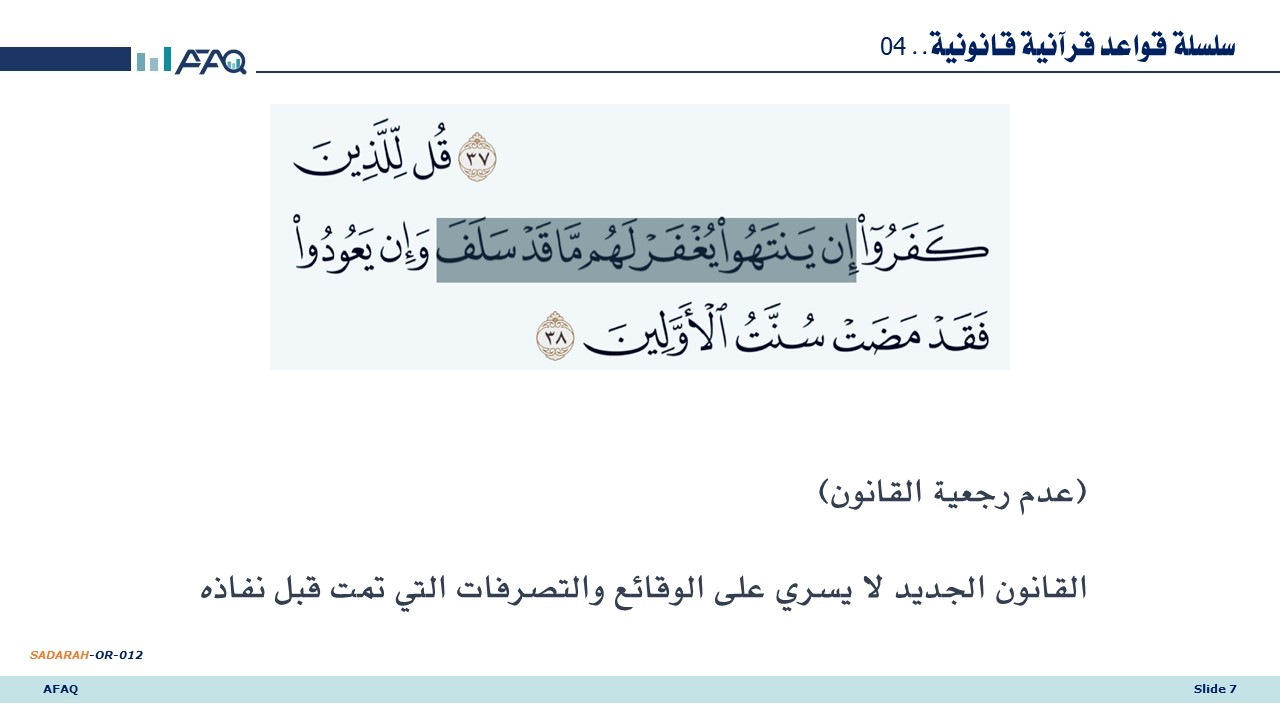 سلسلة قواعد قرآنية قانونية.. 04
AFAQ
٣٧ قُل لِّلَّذِينَ
كَفَرُوٓا۟ إِن يَنتَهُوا۟ يُغْفَرْ لَهُم مَّا قَدْ سَلَفَ وَإِن يَعُودُوا۟
فَقَدْ مَضَتْ سُنَّتُ ٱلْأَوَّلِينَ ٣٨
(عدم رجعية القانون)
القانون الجديد لا يسري على الوقائع والتصرفات التي تمت قبل نفاذه
SADARAH-OR-012
AFAQ
Slide 7